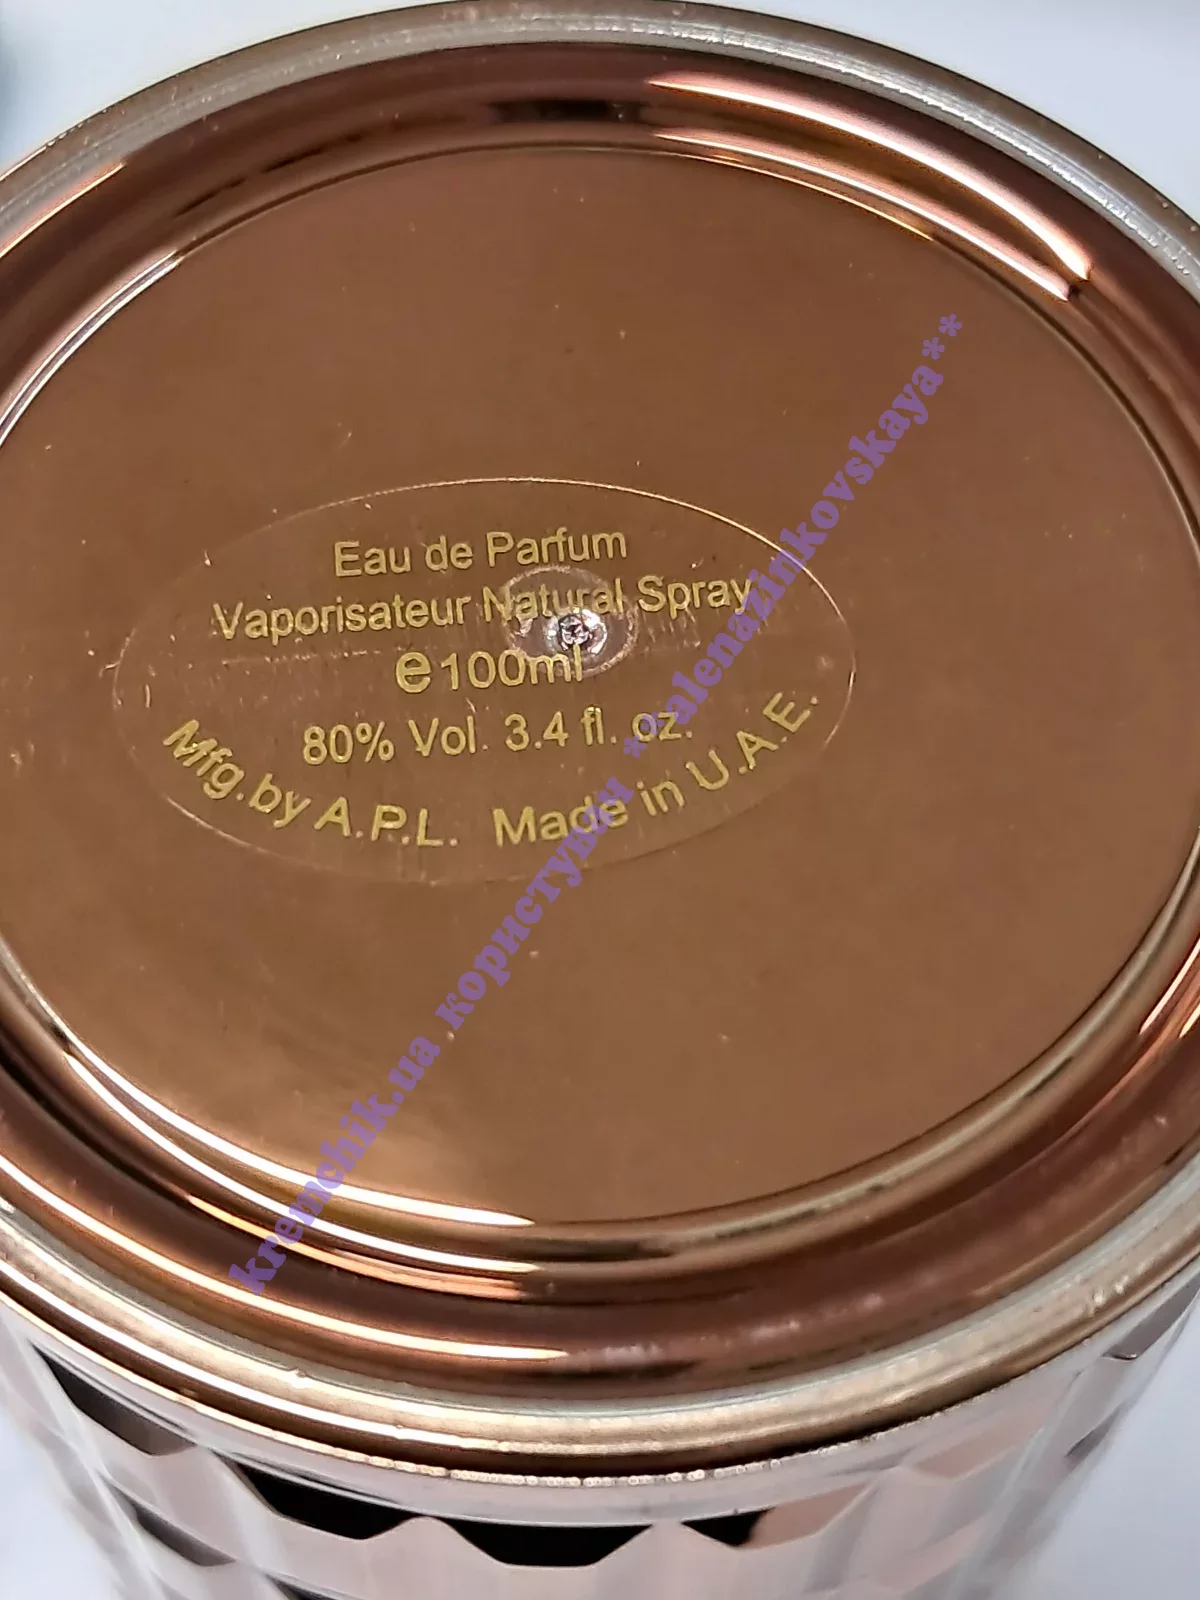 Eau de Parfum
Vaporisateur Natural Spray
e 100ml
80% Vol. 3.4 fl. oz.
Mfg.by A.P.L. Made in U.A.E.
kremchik.ua користувач **alenazinkovskaya**